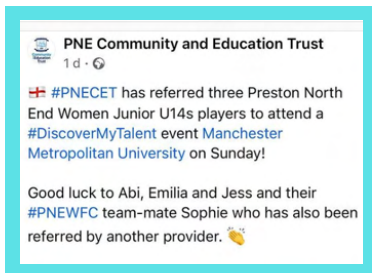 PNE Community and Education Trust
1 d ·
#PNECET has referred three Preston North
End Women Junior U14s players to attend a
#DiscoverMyTalent event Manchester
Metropolitan University on Sunday!
Good luck to Abi, Emilia and Jess and their
#PNEWFC team-mate Sophie who has also been
referred by another provider. 👏